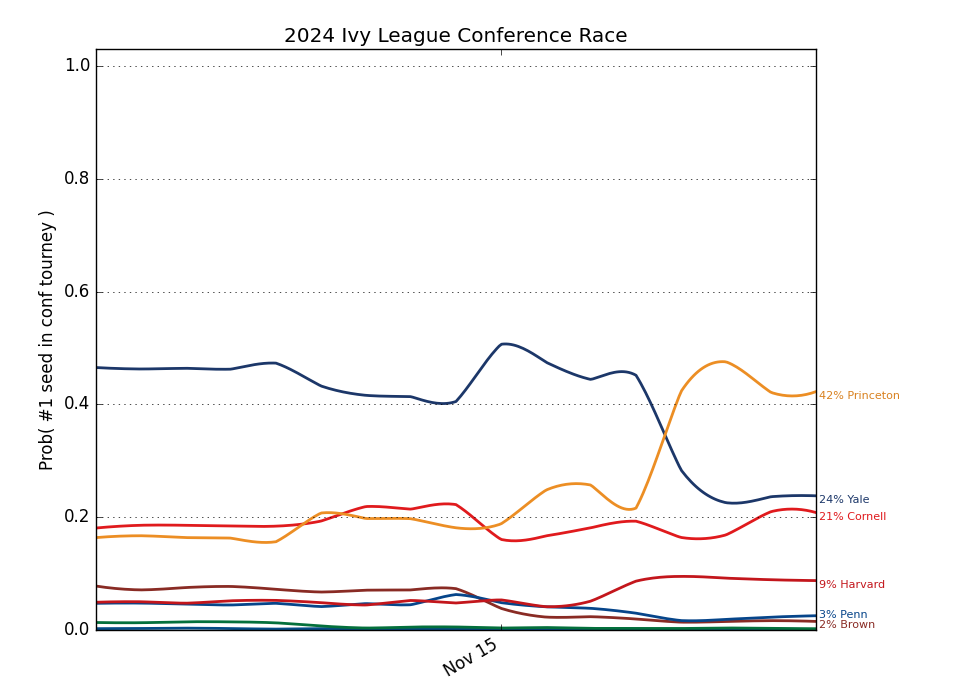 2024 Ivy League Conference Race
1.0
0.8
0.6
0.4
0.2
0.0
Prob( #1 seed in conf tourney )
Nov 15
42% Princeton
24% Yale
21% Cornell
9% Harvard
3% Penn
2% Brown